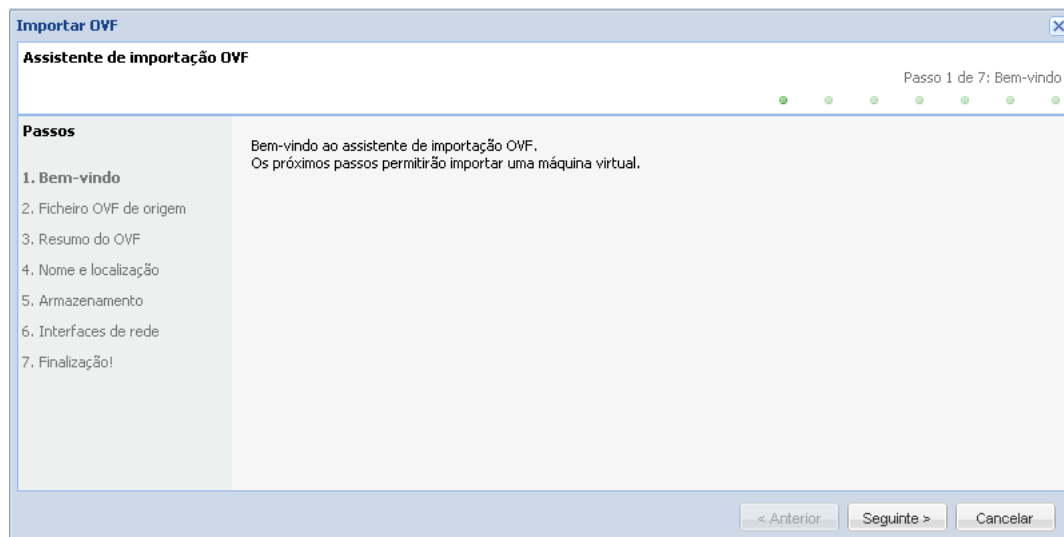 Importar OVF
Assistente de importação OVF
Passo 1 de 7: Bem-vindo
Passos
1. Bem-vindo
2. Ficheiro OVF de origem
3. Resumo do OVF
4. Nome e localização
5. Armazenamento
6. Interfaces de rede
7. Finalização!
Bem-vindo ao assistente de importação OVF.
Os próximos passos permitirão importar uma máquina virtual.
< Anterior
Seguinte >
Cancelar